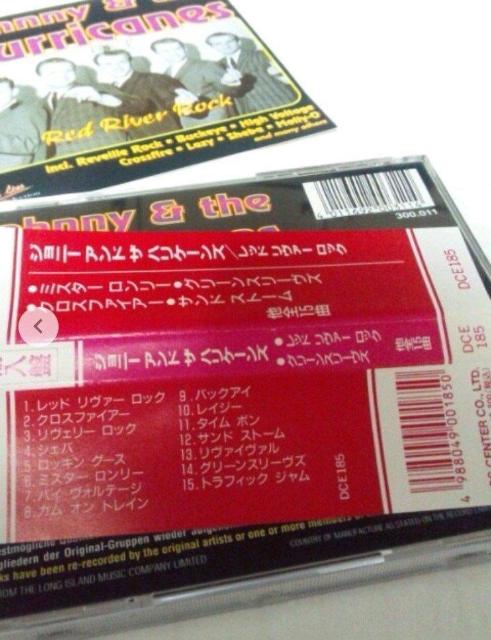 nny & the
urricanes
Red River Rock
Incl. Reveille Rock • Buckeye • High Voltage
Crossfire • Lazy • Sheba • Molly-O
and many other
300.011
nny & the
ジョニー アンド ザ ハリケーンズ/レッド リヴァー ロック
●ミスター ロンリー●グリーンスリーヴズ
●クロスファイアー●サンド ストーム
他全15曲
ジョニー アンド ザ ハリケーンズ
●レッド リヴァー ロック
●グリーンスリーヴズ
他全15曲
DCE185
DCE
185
1.レッド リヴァー ロック
2.クロスファイアー
3.リヴェリー ロック
4.シェバ
5.ロッキン グース
6.ミスター ロンリー
7.ハイ ヴォルテージ
8.カム オン トレイン
9.バックアイ
10.レイジー
11.タイム ボン
12.サンド ストーム
13.リヴァイヴァル
14.グリーンスリーヴズ
15.トラフィック ジャム
DCE185
4 988049 001850
CENTER CO., LTD.
estmögliche
gliedern der Original-Gruppen wieder
ks have been re-recorded by the original artists or one or more members
FROM THE LONG ISLAND MUSIC COMPANY LIMITED
COUNTRY OF MANUFACTURE AS STATED ON THE